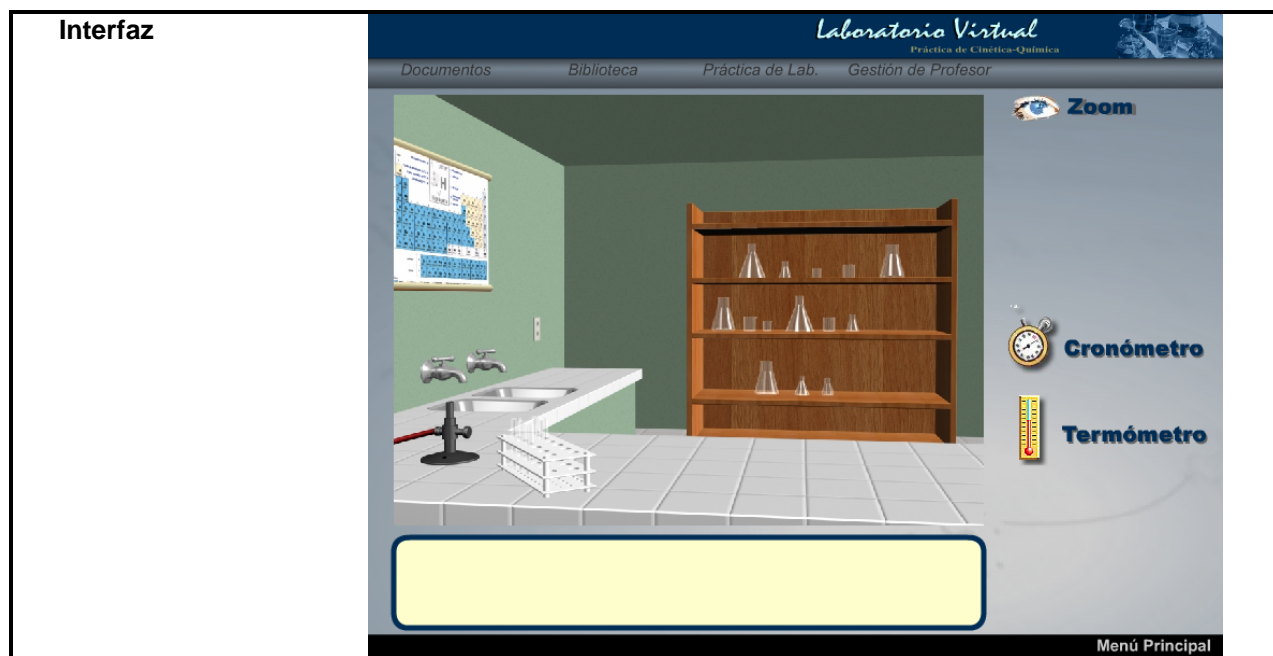 Interfaz
Laboratorio Virtual
Práctica de Cinética-Química
Documentos Biblioteca Práctica de Lab. Gestión de Profesor
Zoom
H
Cronómetro
Termómetro
Menú Principal